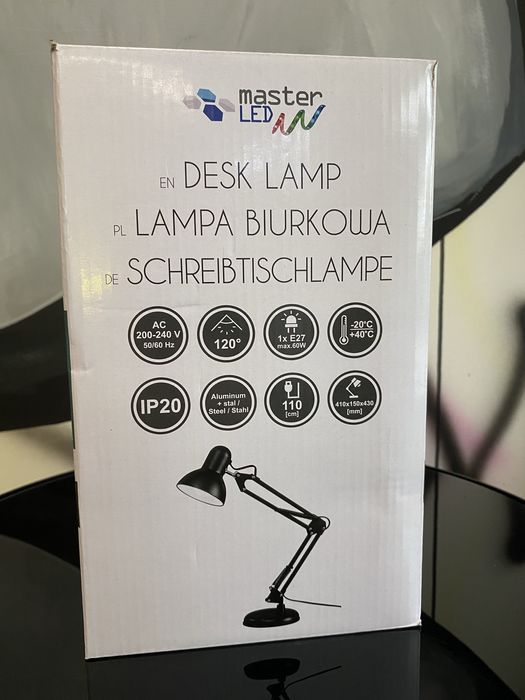 master
LED
EN DESK LAMP
PL LAMPA BIURKOWA
DE SCHREIBTISCHLAMPE
AC
200-240 V
50/60 Hz
120°
1x E27
max.60W
-20°C
+40°C
IP20
Aluminum
+ stal /
Steel / Stahl
110
[cm]
410x150x430
[mm]